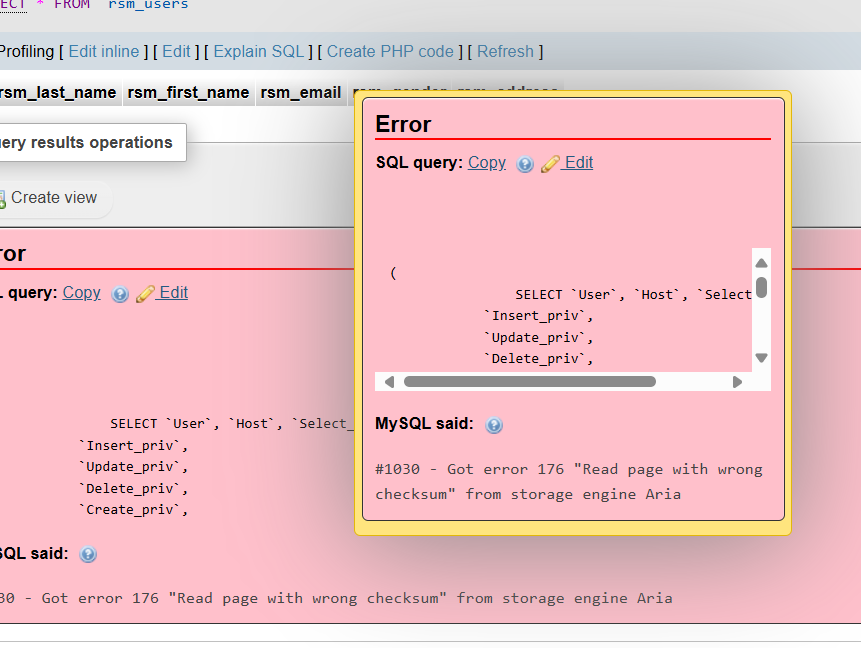 ECT * FROM `rsm_users`
Profiling [ Edit inline ] [ Edit ] [ Explain SQL ] [ Create PHP code ] [ Refresh ]
rsm_last_name rsm_first_name rsm_email rsm_gender rsm_address
ery results operations
Create view
ror
L query: Copy Edit
SELECT `User`, `Host`, `Select_
`Insert_priv`,
`Update_priv`,
`Delete_priv`,
`Create_priv`,
SQL said:
30 - Got error 176 "Read page with wrong checksum" from storage engine Aria
Error
SQL query: Copy Edit
(
SELECT `User`, `Host`, `Select
`Insert_priv`,
`Update_priv`,
`Delete_priv`,
MySQL said:
#1030 - Got error 176 "Read page with wrong
checksum" from storage engine Aria